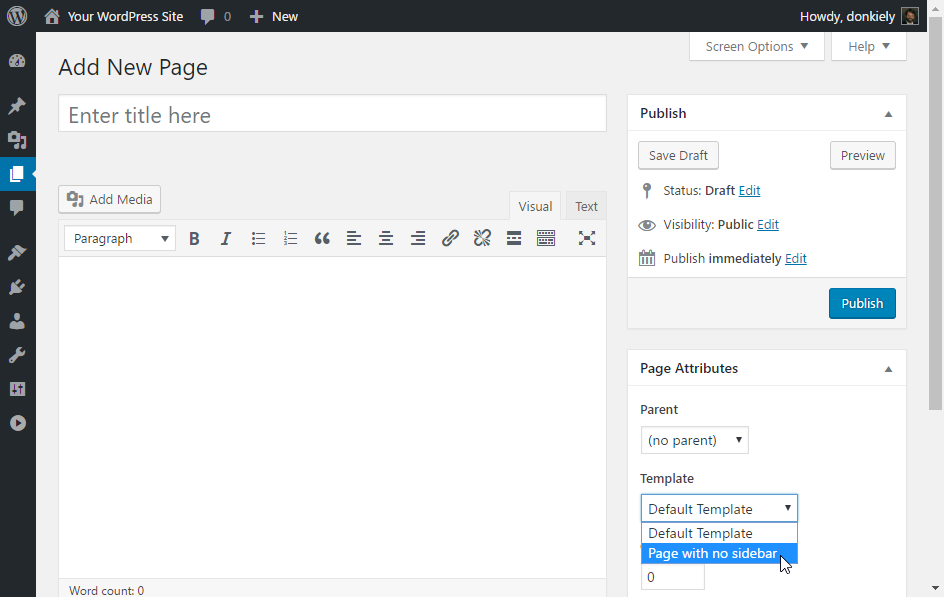 Your WordPress Site 0 New Howdy, donkiely
Screen Options Help
Add New Page
Enter title here
Add Media
Visual Text
Paragraph
B I
Word count: 0
Publish
Save Draft Preview
Status: Draft Edit
Visibility: Public Edit
Publish immediately Edit
Publish
Page Attributes
Parent
(no parent)
Template
Default Template
Default Template
Page with no sidebar
0